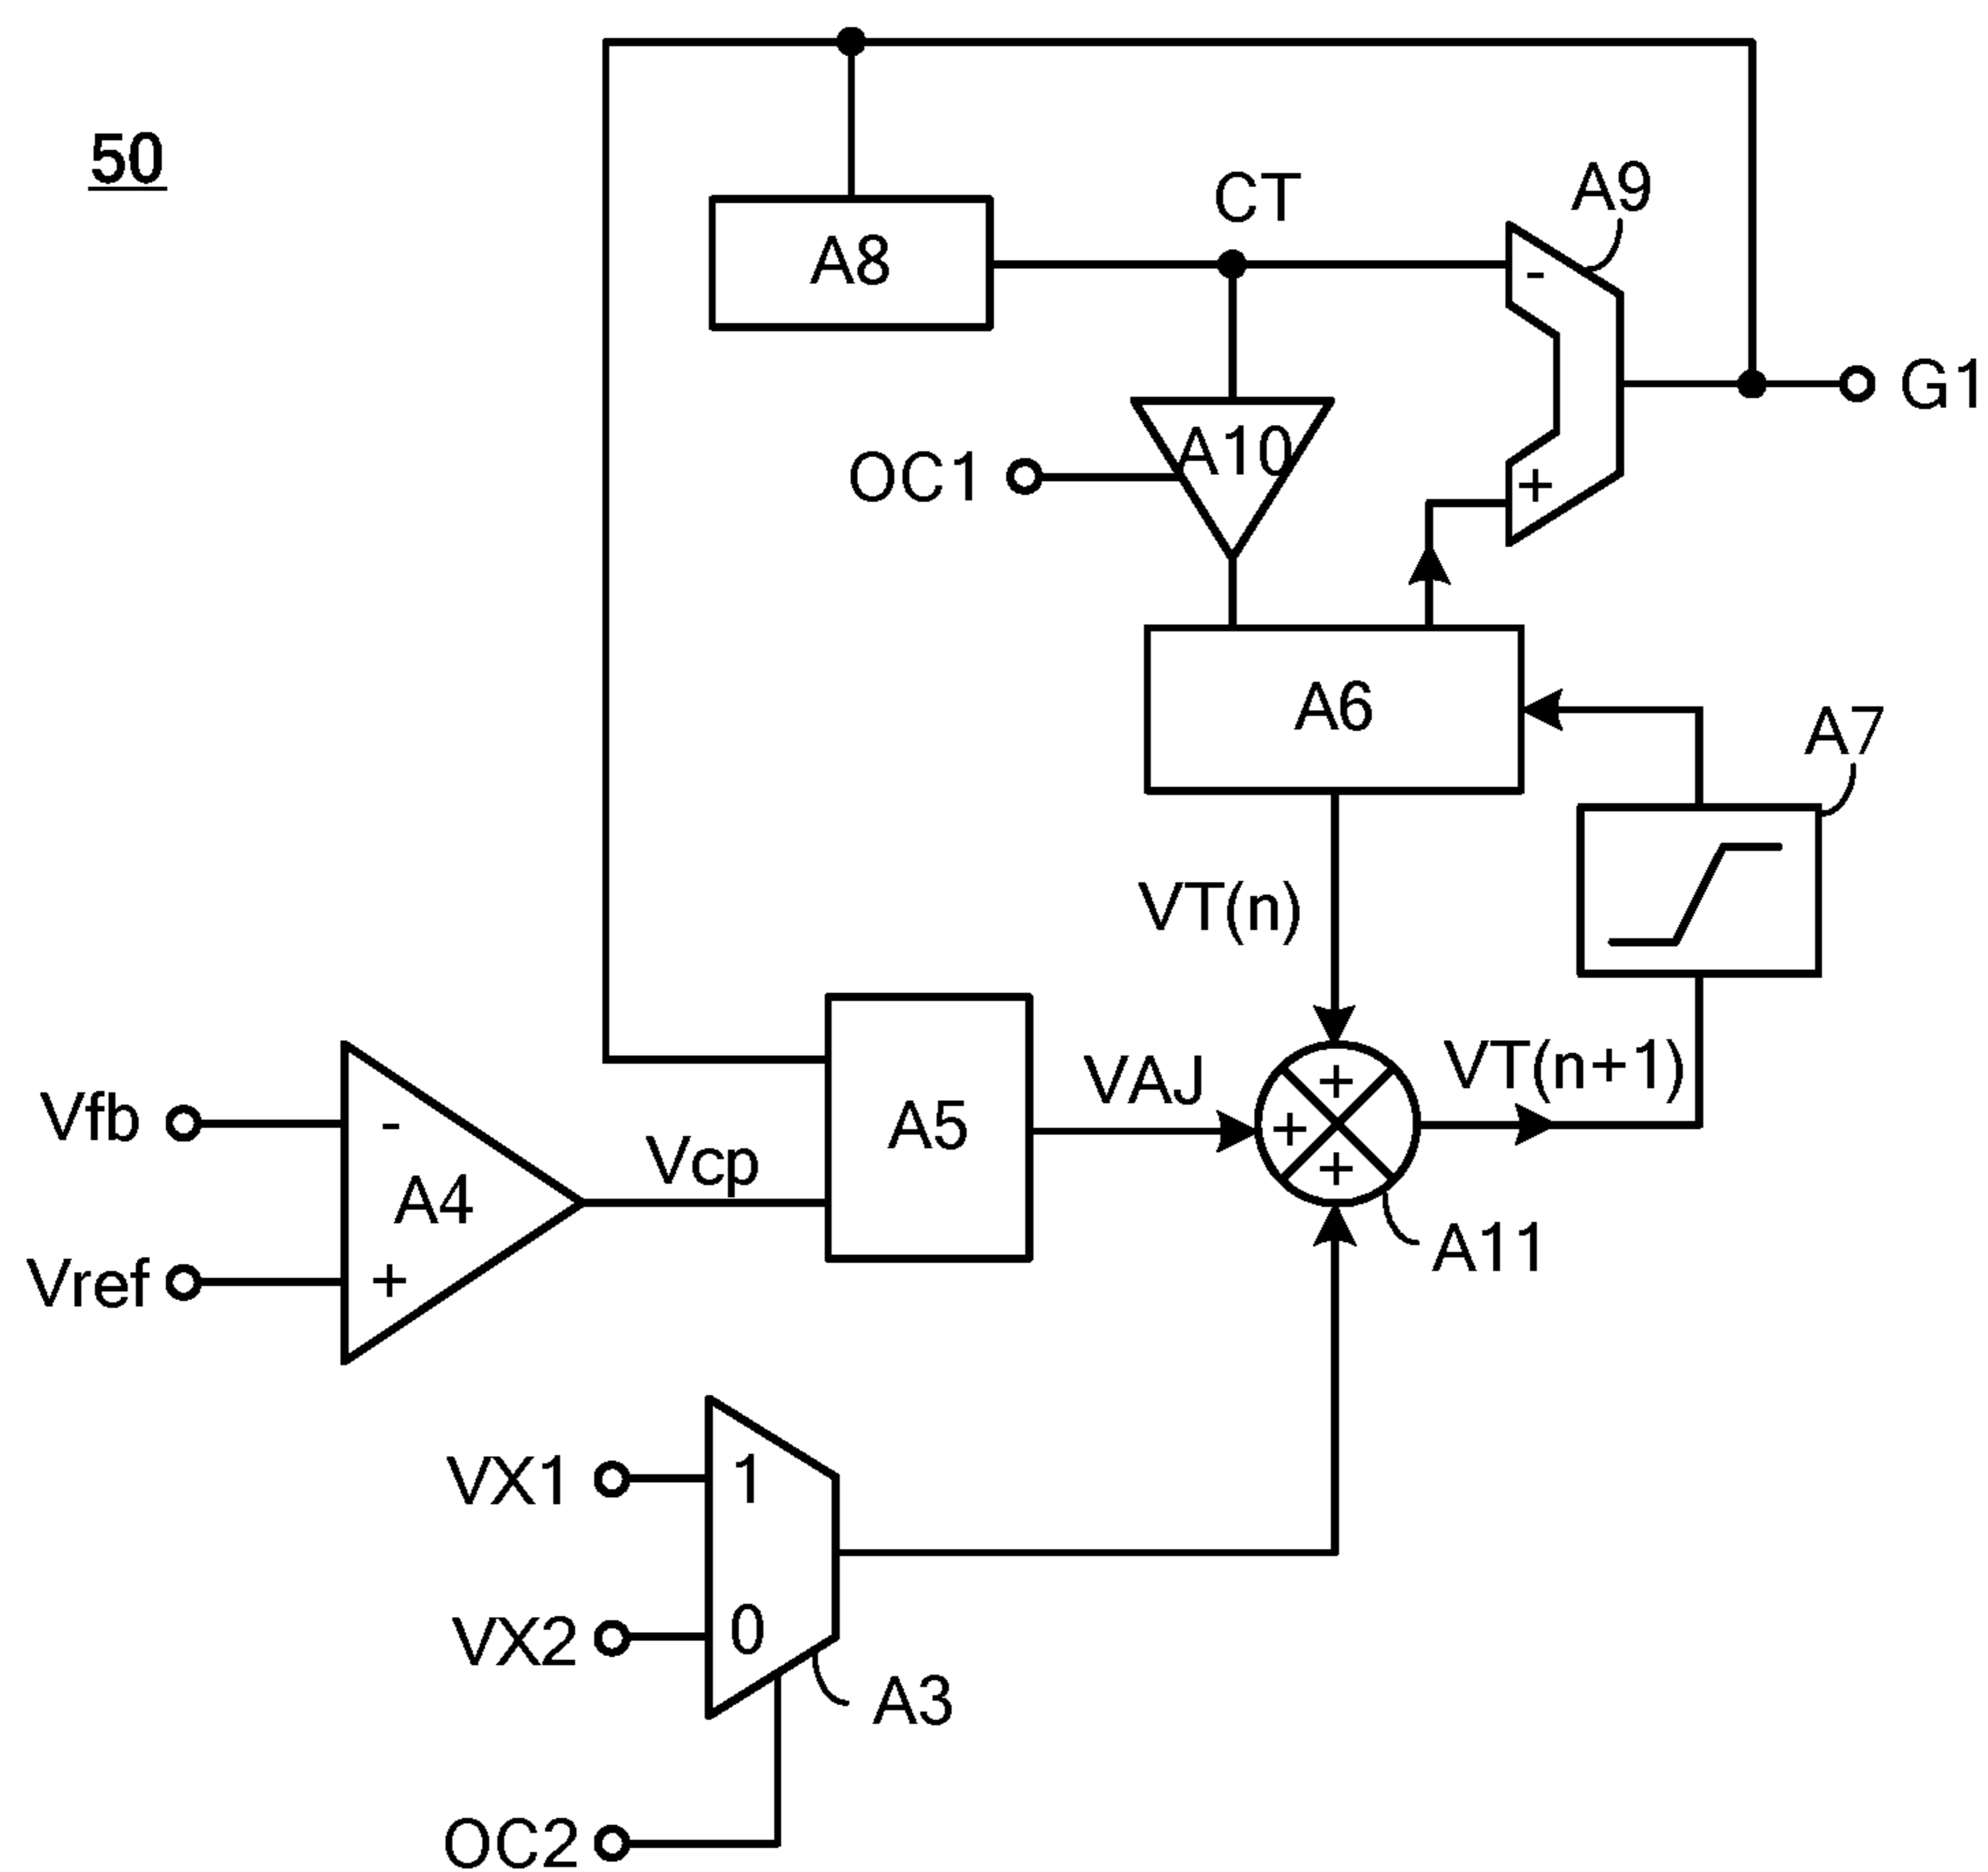 50
CT
A9
A8
-
G1
A10
OC1
+
A6
A7
VT(n)
VAJ
+
+
+
VT(n+1)
Vfb
-
A5
Vcp
A4
A11
Vref
+
VX1
1
VX2
0
A3
OC2